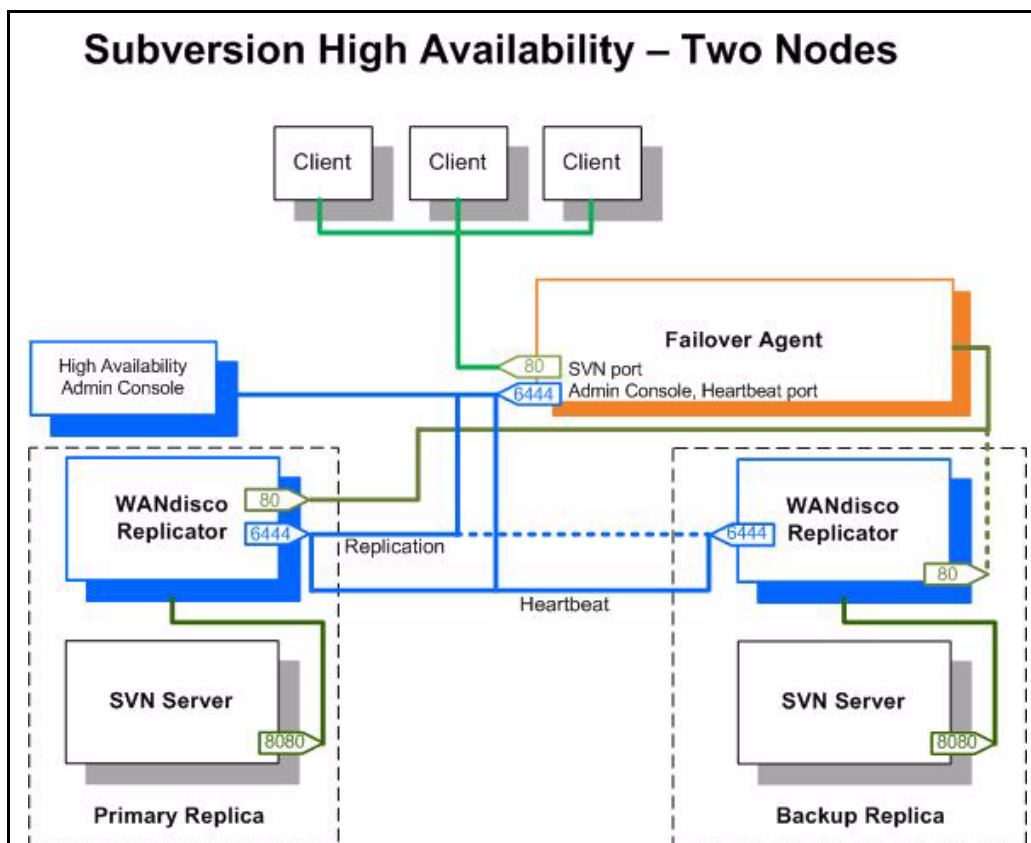 Subversion High Availability – Two Nodes
Client
Client
Client
Failover Agent
80
SVN port
6444
Admin Console, Heartbeat port
High Availability
Admin Console
WANdisco
Replicator
80
6444
Replication
Heartbeat
SVN Server
8080
Primary Replica
WANdisco
Replicator
6444
80
SVN Server
8080
Backup Replica